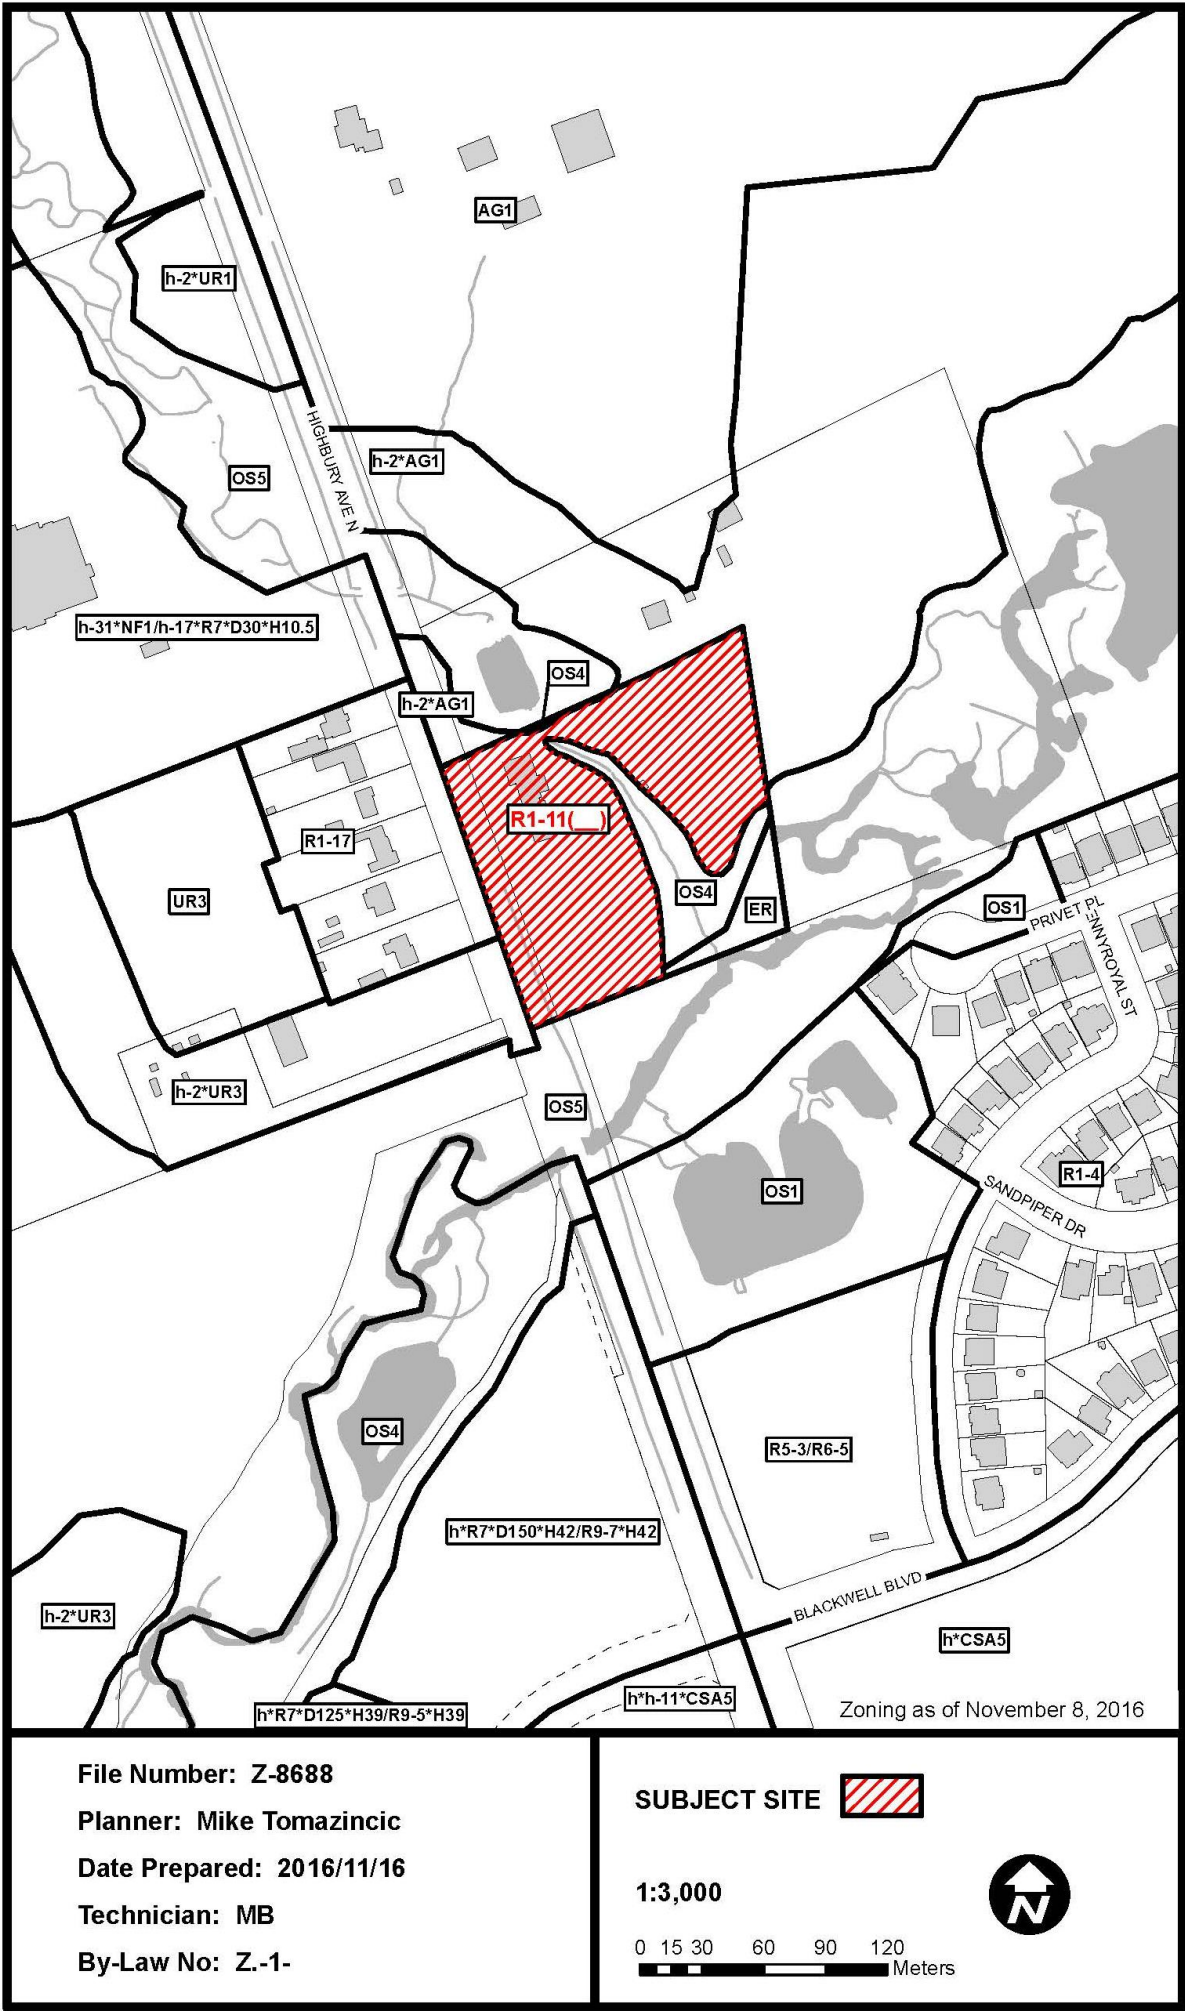 AG1
h-2*UR1
HIGHBURY AVE N
h-2*AG1
OS5
h-31*NF1/h-17*R7*D30*H10.5
OS4
h-2*AG1
R1-11(__)
R1-17
UR3
OS4
ER
OS1
PRIVET PL
ENNYROYAL ST
h-2*UR3
OS5
R1-4
OS1
SANDPIPER DR
OS4
R5-3/R6-5
h*R7*D150*H42/R9-7*H42
BLACKWELL BLVD
h-2*UR3
h*CSA5
h*h-11*CSA5
h*R7*D125*H39/R9-5*H39
Zoning as of November 8, 2016
File Number: Z-8688
Planner: Mike Tomazincic
Date Prepared: 2016/11/16
Technician: MB
By-Law No: Z.-1-
SUBJECT SITE
1:3,000
N
0 15 30 60 90 120
Meters